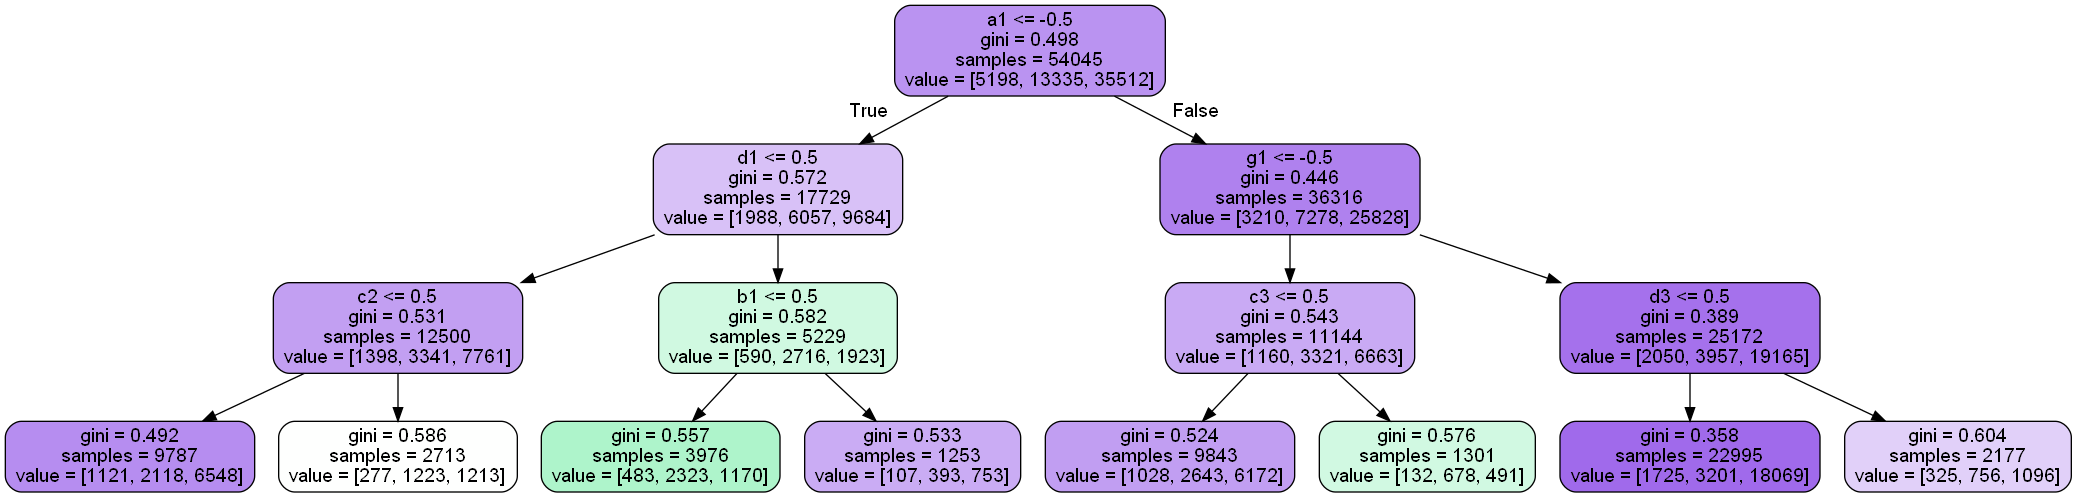 a1 <= -0.5
gini = 0.498
samples = 54045
value = [5198, 13335, 35512]
True
False
d1 <= 0.5
gini = 0.572
samples = 17729
value = [1988, 6057, 9684]
g1 <= -0.5
gini = 0.446
samples = 36316
value = [3210, 7278, 25828]
c2 <= 0.5
gini = 0.531
samples = 12500
value = [1398, 3341, 7761]
b1 <= 0.5
gini = 0.582
samples = 5229
value = [590, 2716, 1923]
c3 <= 0.5
gini = 0.543
samples = 11144
value = [1160, 3321, 6663]
d3 <= 0.5
gini = 0.389
samples = 25172
value = [2050, 3957, 19165]
gini = 0.492
samples = 9787
value = [1121, 2118, 6548]
gini = 0.586
samples = 2713
value = [277, 1223, 1213]
gini = 0.557
samples = 3976
value = [483, 2323, 1170]
gini = 0.533
samples = 1253
value = [107, 393, 753]
gini = 0.524
samples = 9843
value = [1028, 2643, 6172]
gini = 0.576
samples = 1301
value = [132, 678, 491]
gini = 0.358
samples = 22995
value = [1725, 3201, 18069]
gini = 0.604
samples = 2177
value = [325, 756, 1096]